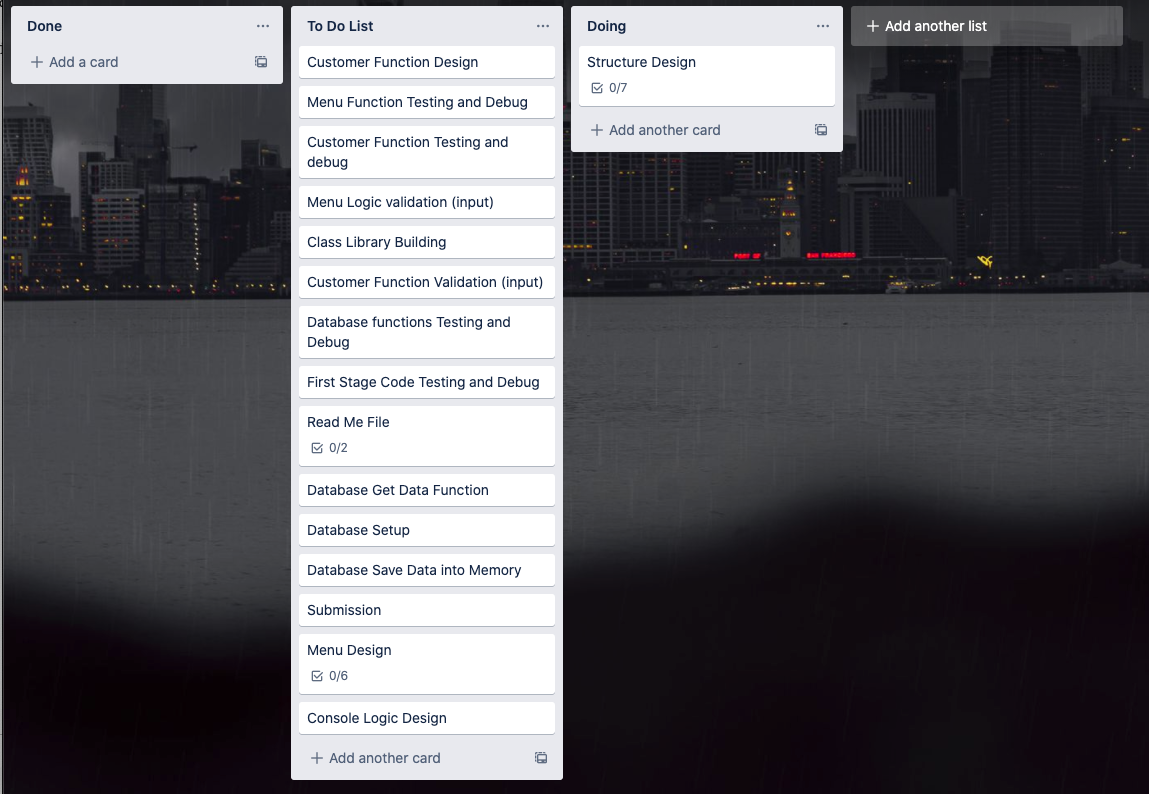 Done
Add a card
To Do List
Customer Function Design
Menu Function Testing and Debug
Customer Function Testing and
debug
Menu Logic validation (input)
Class Library Building
Customer Function Validation (input)
Database functions Testing and
Debug
First Stage Code Testing and Debug
Read Me File
0/2
Database Get Data Function
Database Setup
Database Save Data into Memory
Submission
Menu Design
0/6
Console Logic Design
Add another card
Doing
Structure Design
0/7
Add another card
Add another list
PORT OF SAN FRANCISCO